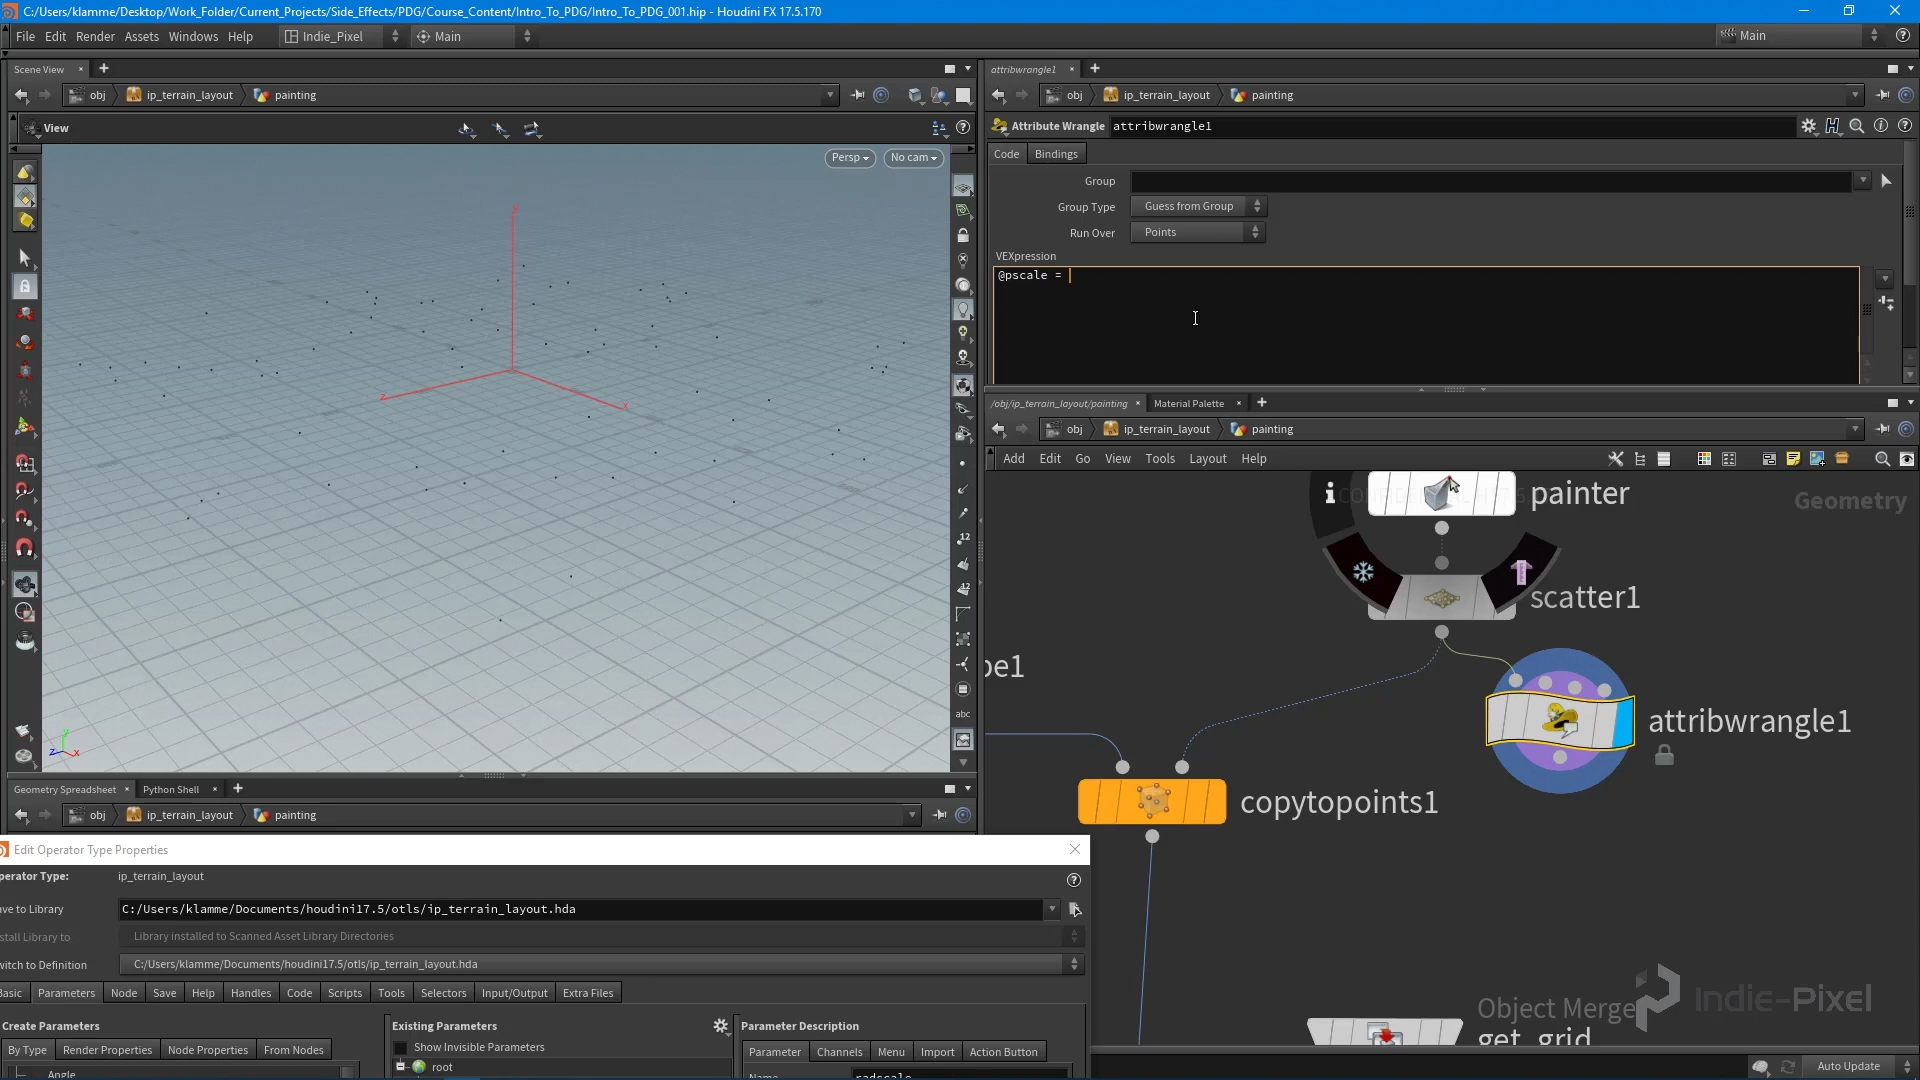 C:/Users/klamme/Desktop/Work_Folder/Current_Projects/Side_Effects/PDG/Course_Content/Intro_To_PDG/Intro_To_PDG_001.hip - Houdini FX 17.5.170
File Edit Render Assets Windows Help Indie_Pixel Main Main
Scene View
obj ip_terrain_layout painting
View
Persp No cam
attribwrangle1
obj ip_terrain_layout painting
Attribute Wrangle attribwrangle1
Code Bindings
Group
Group Type Guess from Group
Run Over Points
VEXpression
@pscale =
/obj/ip_terrain_layout/painting Material Palette
obj ip_terrain_layout painting
Add Edit Go View Tools Layout Help
painter
Geometry
scatter1
pe1
attribwrangle1
copytopoints1
Object Merge
get_grid
Indie-Pixel
Auto Update
12
12
abc
y
z x
Geometry Spreadsheet Python Shell
obj ip_terrain_layout painting
Edit Operator Type Properties
perator Type: ip_terrain_layout
ve to Library C:/Users/klamme/Documents/houdini17.5/otls/ip_terrain_layout.hda
stall Library to Library installed to Scanned Asset Library Directories
witch to Definition C:/Users/klamme/Documents/houdini17.5/otls/ip_terrain_layout.hda
Basic Parameters Node Save Help Handles Code Scripts Tools Selectors Input/Output Extra Files
Create Parameters Existing Parameters Parameter Description
By Type Render Properties Node Properties From Nodes
Show Invisible Parameters
Parameter Channels Menu Import Action Button
root
Angle
Name radscale